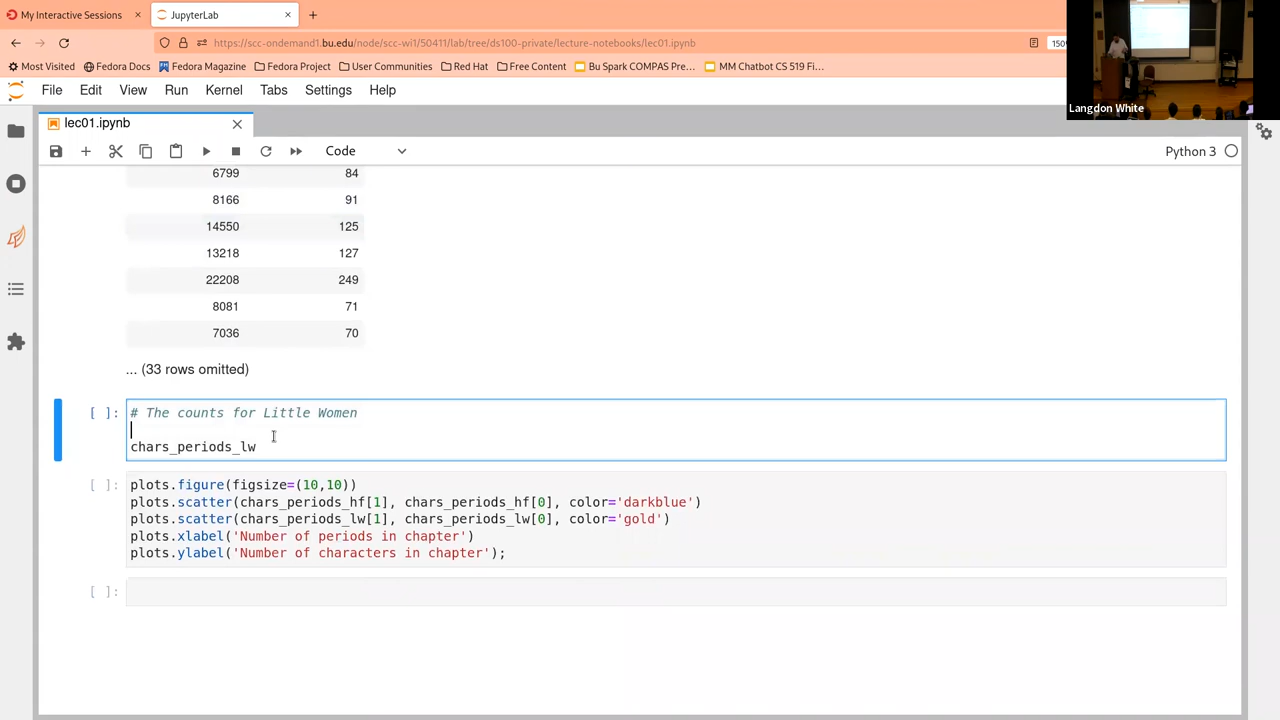 My Interactive Sessions
JupyterLab
https://scc-ondemand1.bu.edu/node/scc-wi1/50411/lab/tree/ds100-private/lecture-notebooks/lec01.ipynb
150%
Most Visited
Fedora Docs
Fedora Magazine
Fedora Project
User Communities
Red Hat
Free Content
Bu Spark COMPAS Pre...
MM Chatbot CS 519 Fi...
Langdon White
File Edit View Run Kernel Tabs Settings Help
lec01.ipynb
Code
Python 3
6799 84
8166 91
14550 125
13218 127
22208 249
8081 71
7036 70
... (33 rows omitted)
[ ]: # The counts for Little Women
chars_periods_lw
[ ]: plots.figure(figsize=(10,10))
plots.scatter(chars_periods_hf[1], chars_periods_hf[0], color='darkblue')
plots.scatter(chars_periods_lw[1], chars_periods_lw[0], color='gold')
plots.xlabel('Number of periods in chapter')
plots.ylabel('Number of characters in chapter');
[ ]: